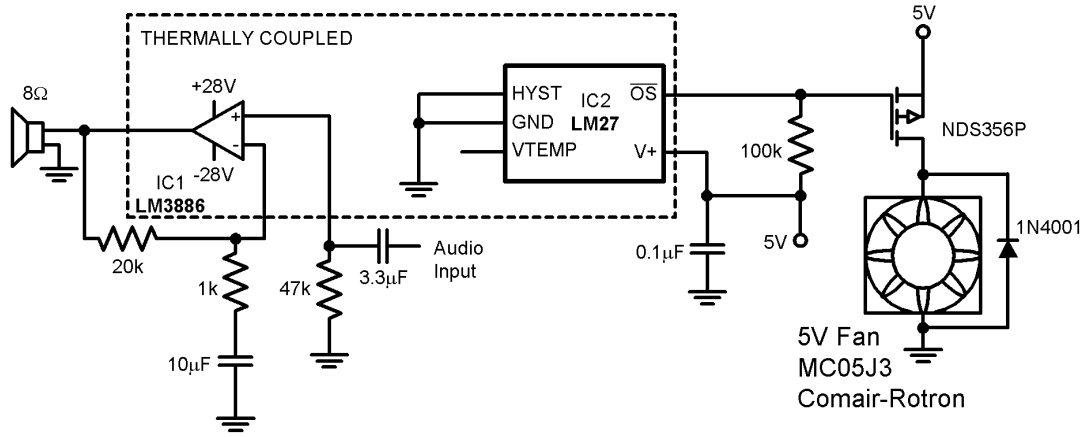 THERMALLY COUPLED
8Ω
+28V
+
-
-28V
IC1
LM3886
20k
1k
10µF
47k
3.3µF
Audio
Input
HYST
GND
VTEMP
IC2
LM27
O̅S̅
V+
100k
0.1µF
5V
5V
NDS356P
1N4001
5V Fan
MC05J3
Comair-Rotron